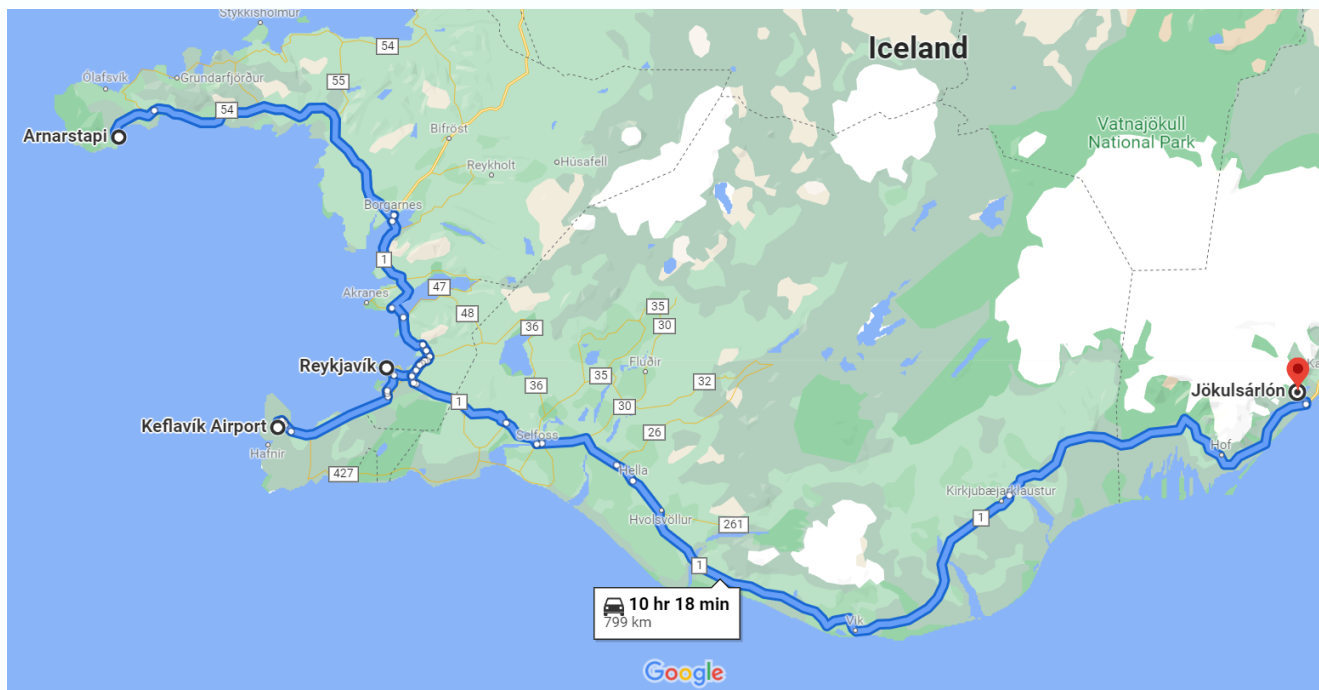 Stykkishólmur
54
Iceland
Ólafsvík
Grundarfjörður
55
54
Arnarstapi
Bifröst
Reykholt
Húsafell
Vatnajökull
National Park
Borgarnes
1
47
Akranes
48
35
30
36
Reykjavík
Flúðir
35
32
36
1
30
Jökulsárlón
Keflavík Airport
Hafnir
26
Selfoss
Hof
427
Hella
Kirkjubæjarklaustur
Hvolsvöllur
261
1
1
10 hr 18 min
799 km
Vik
Google